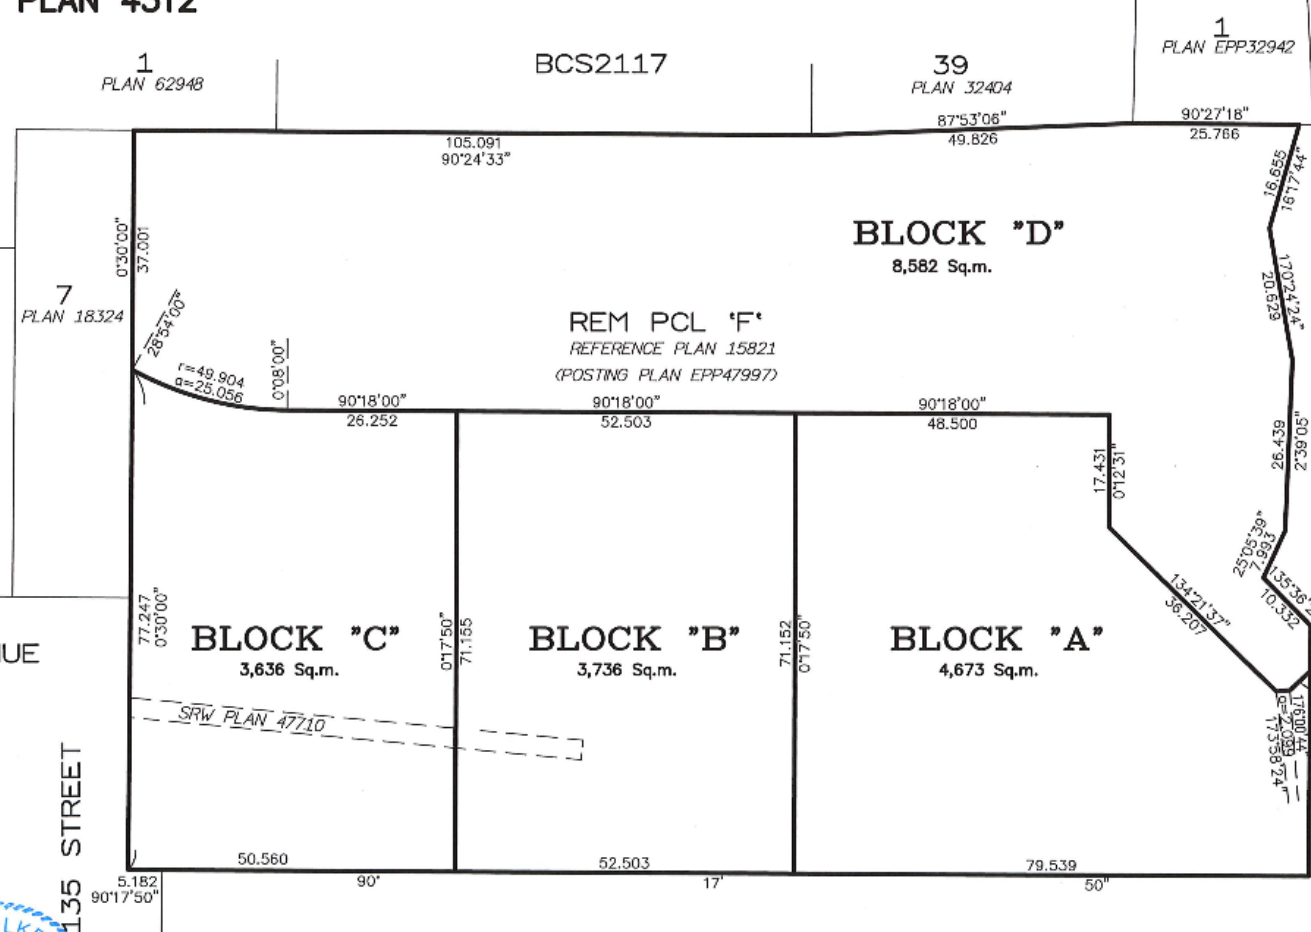 PLAN 4312
1
PLAN 62948
BCS2117
39
PLAN 32404
1
PLAN EPP32942
105.091
90°24'33"
87°53'06"
49.826
90°27'18"
25.766
0°30'00"
37.001
16.655
16°17'44"
BLOCK "D"
8,582 Sq.m.
7
PLAN 18324
28°54'00"
r=49.904
a=25.056
0°08'00"
REM PCL 'F'
REFERENCE PLAN 15821
(POSTING PLAN EPP47997)
170°24'24"
20.629
90°18'00"
26.252
90°18'00"
52.503
90°18'00"
48.500
17.431
0°12'31"
26.439
2°39'05"
25°05'39"
7.993
135°36'
10.332
134°21'37"
36.207
77.247
0°30'00"
BLOCK "C"
3,636 Sq.m.
0°17'50"
71.155
BLOCK "B"
3,736 Sq.m.
71.152
0°17'50"
BLOCK "A"
4,673 Sq.m.
UE
SRW PLAN 47710
a=2.099
173°58'24"
176°00'44"
135 STREET
50.560
52.503
79.539
5.182
90°17'50"
90°
17'
50"